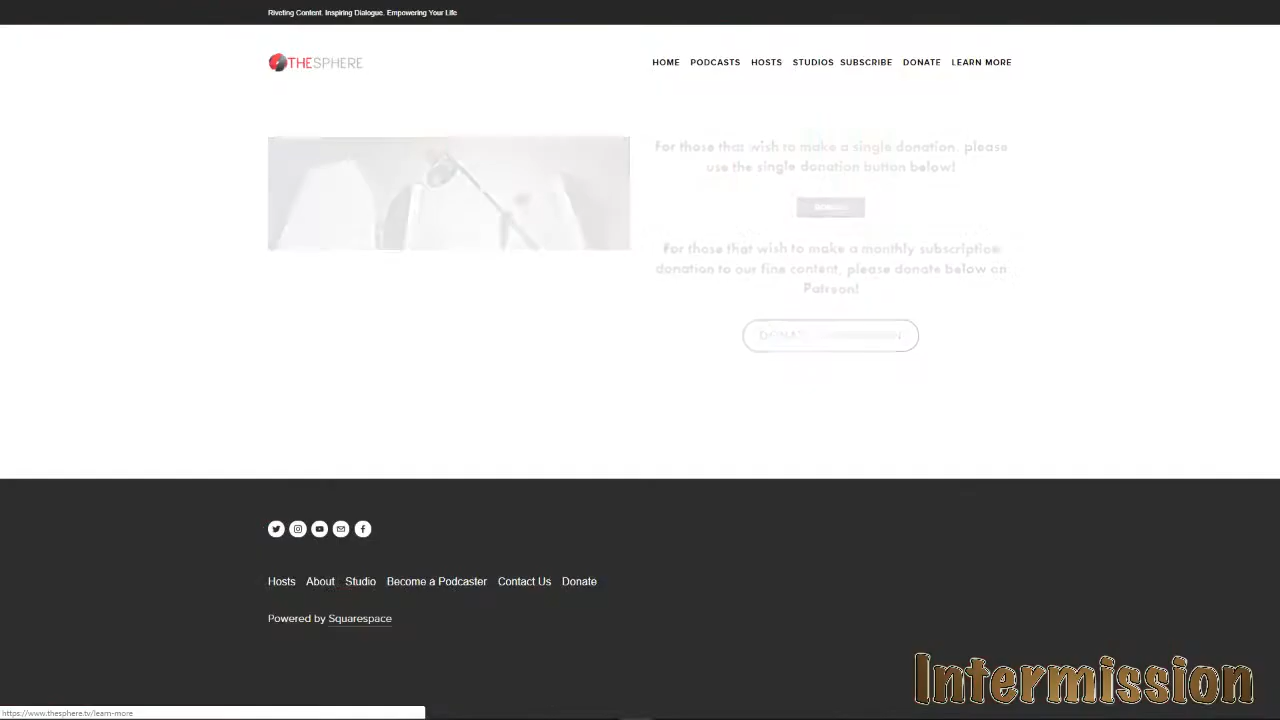 Riveting Content. Inspiring Dialogue. Empowering Your Life
THESPHERE
HOME PODCASTS HOSTS STUDIOS SUBSCRIBE DONATE LEARN MORE
For those that wish to make a single donation, please
use the single donation button below!
For those that wish to make a monthly subscription
donation to our fine content, please donate below on
Patreon!
Hosts About Studio Become a Podcaster Contact Us Donate
Powered by Squarespace
Intermission
https://www.thesphere.tv/learn-more